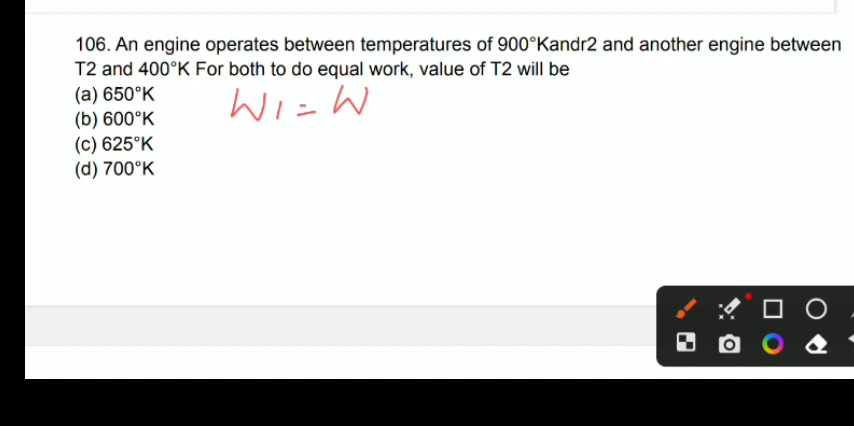 106. An engine operates between temperatures of 900°Kandr2 and another engine between
T2 and 400°K For both to do equal work, value of T2 will be
(a) 650°K
(b) 600°K
(c) 625°K
(d) 700°K
W1 = W